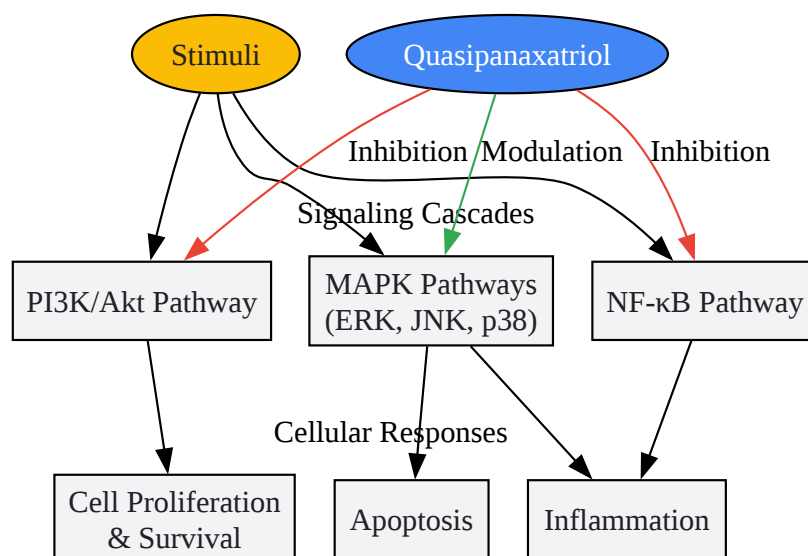 Stimuli
Quasipanaxatriol
Inhibition
Modulation
Inhibition
Signaling Cascades
PI3K/Akt Pathway
MAPK Pathways
(ERK, JNK, p38)
NF-κB Pathway
Cellular Responses
Cell Proliferation
& Survival
Apoptosis
Inflammation